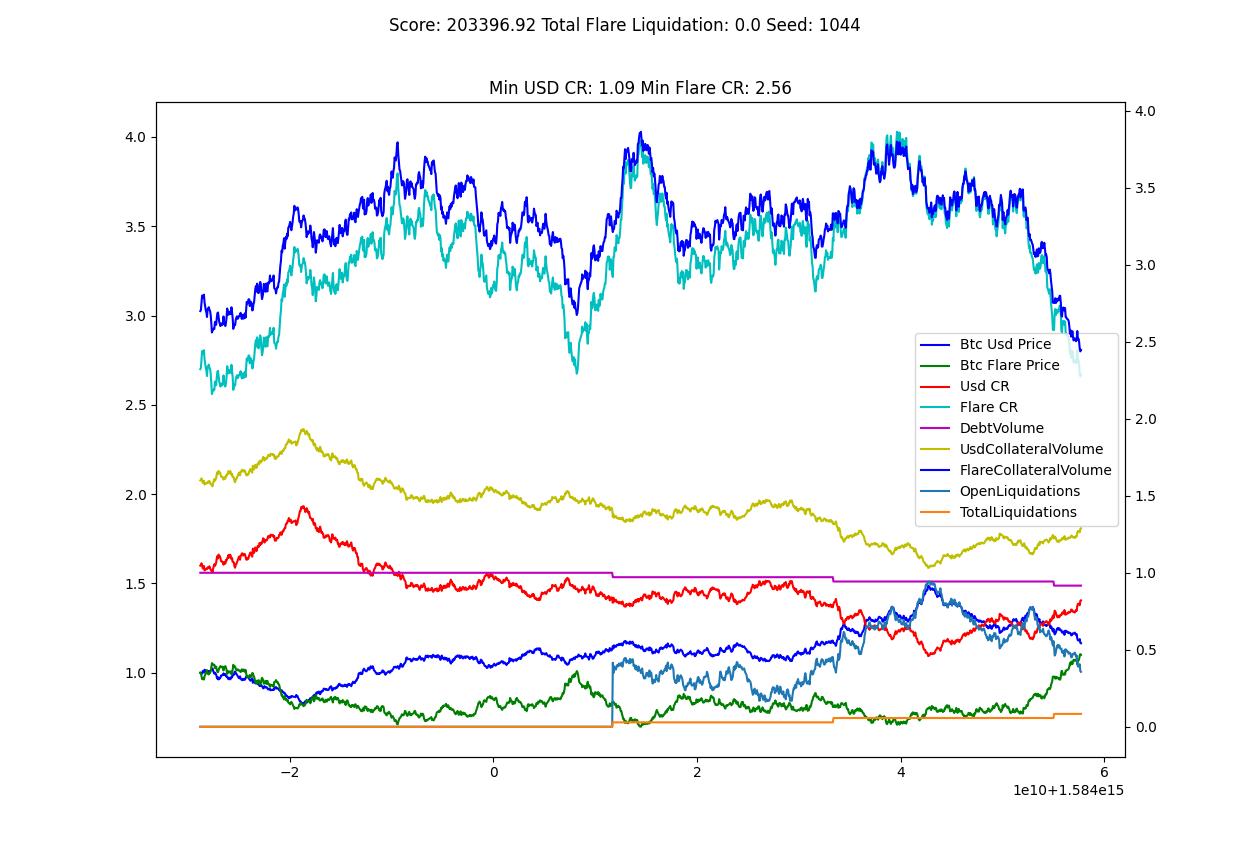 Score: 203396.92 Total Flare Liquidation: 0.0 Seed: 1044
Min USD CR: 1.09 Min Flare CR: 2.56
4.0
3.5
3.0
2.5
2.0
1.5
1.0
4.0
3.5
3.0
2.5
2.0
1.5
1.0
0.5
0.0
Btc Usd Price
Btc Flare Price
Usd CR
Flare CR
DebtVolume
UsdCollateralVolume
FlareCollateralVolume
OpenLiquidations
TotalLiquidations
−2 0 2 4 6
1e10+1.584e15